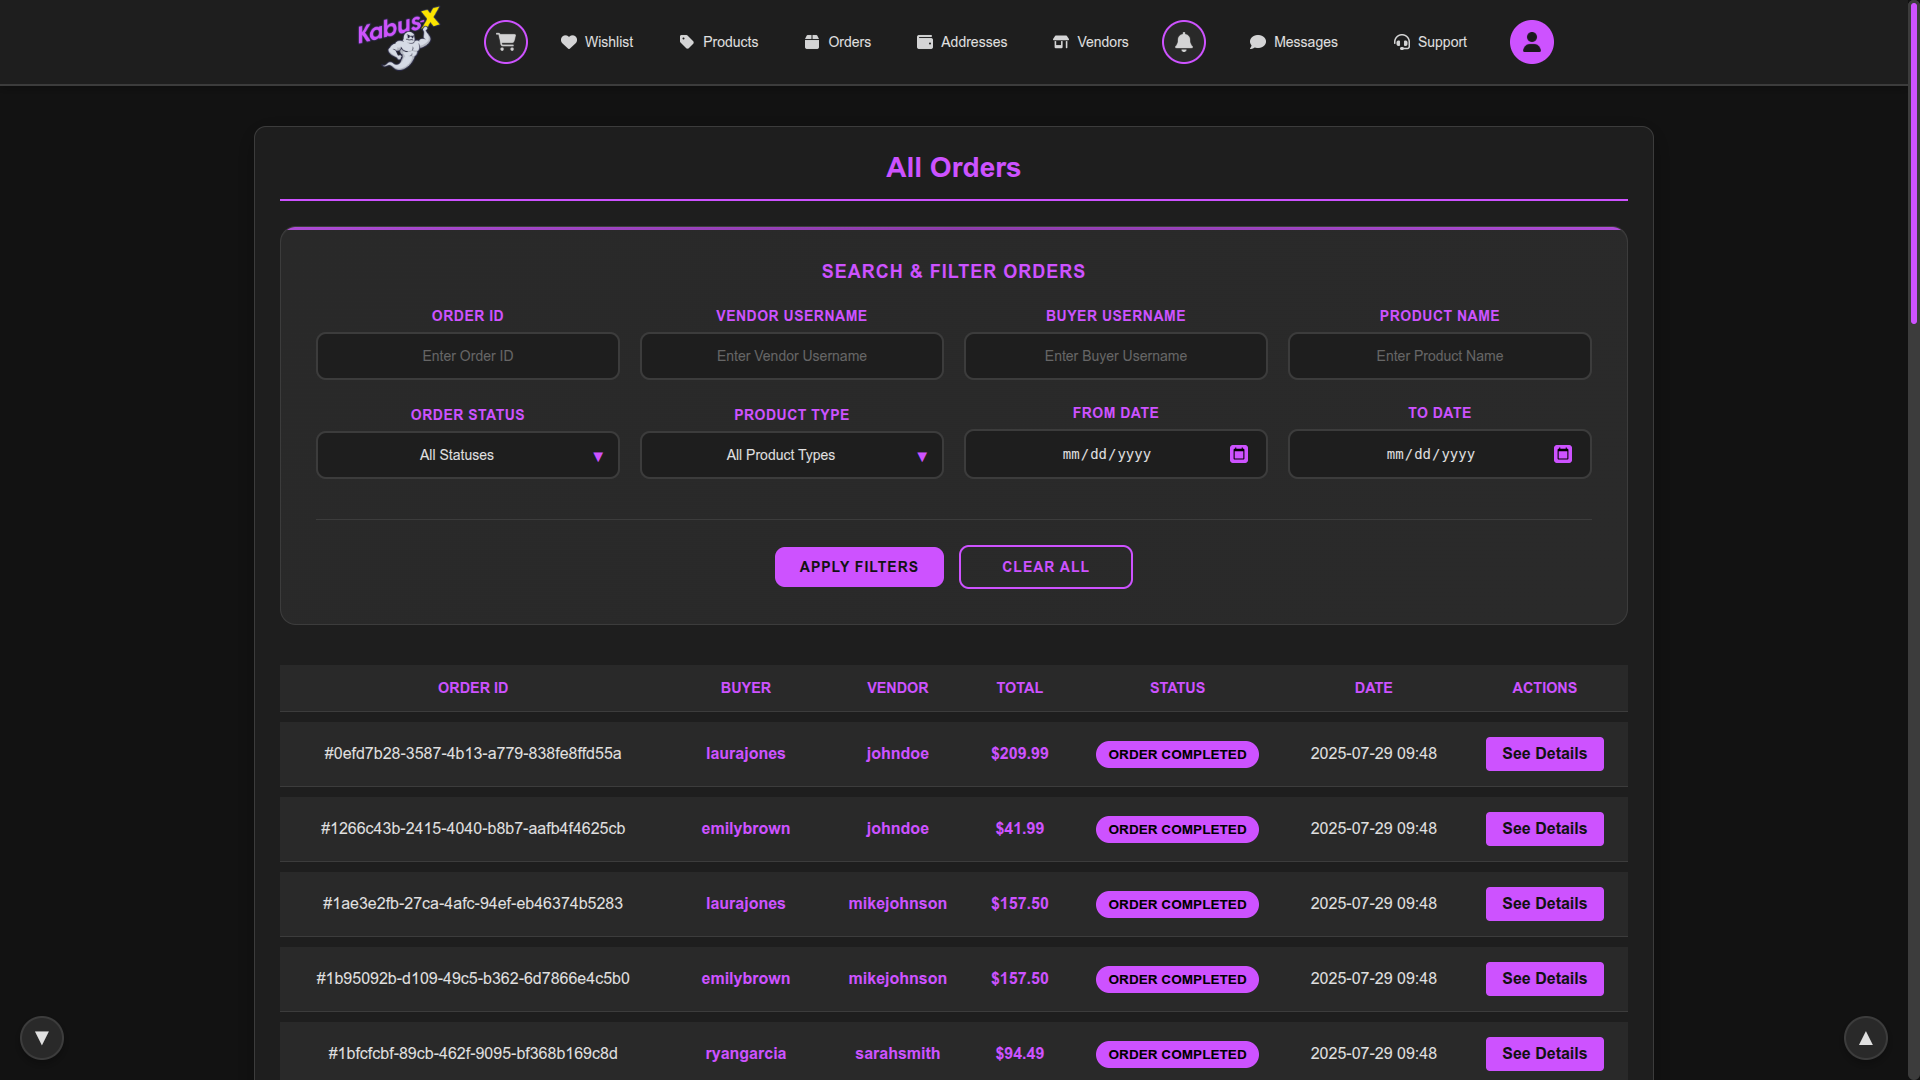 KabusX
Wishlist
Products
Orders
Addresses
Vendors
Messages
Support
All Orders
SEARCH & FILTER ORDERS
ORDER ID VENDOR USERNAME BUYER USERNAME PRODUCT NAME
Enter Order ID Enter Vendor Username Enter Buyer Username Enter Product Name
ORDER STATUS PRODUCT TYPE FROM DATE TO DATE
All Statuses ▼ All Product Types ▼ mm/dd/yyyy mm/dd/yyyy
APPLY FILTERS CLEAR ALL
ORDER ID BUYER VENDOR TOTAL STATUS DATE ACTIONS
#0efd7b28-3587-4b13-a779-838fe8ffd55a laurajones johndoe $209.99 ORDER COMPLETED 2025-07-29 09:48 See Details
#1266c43b-2415-4040-b8b7-aafb4f4625cb emilybrown johndoe $41.99 ORDER COMPLETED 2025-07-29 09:48 See Details
#1ae3e2fb-27ca-4afc-94ef-eb46374b5283 laurajones mikejohnson $157.50 ORDER COMPLETED 2025-07-29 09:48 See Details
#1b95092b-d109-49c5-b362-6d7866e4c5b0 emilybrown mikejohnson $157.50 ORDER COMPLETED 2025-07-29 09:48 See Details
#1bfcfcbf-89cb-462f-9095-bf368b169c8d ryangarcia sarahsmith $94.49 ORDER COMPLETED 2025-07-29 09:48 See Details